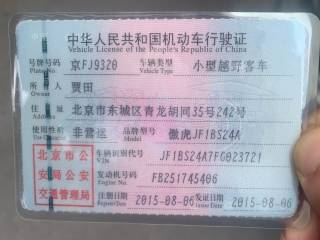 中华人民共和国机动车行驶证
Vehicle License of the People's Republic of China
号牌号码 京FJ9320 车辆类型 小型越野客车
Plate No. Vehicle Type
所有人 贾田
Owner
住址 北京市东城区青龙胡同35号242号
Address
使用性质 非营运 品牌型号 傲虎JF1BS24A
北京市公安局公安交通管理局
车辆识别代号 JF1BS24A7FG023721
VIN
发动机号码 FB251745406
Engine No.
注册日期 2015-08-06 发证日期 2015-08-06
Register Date Issue Date